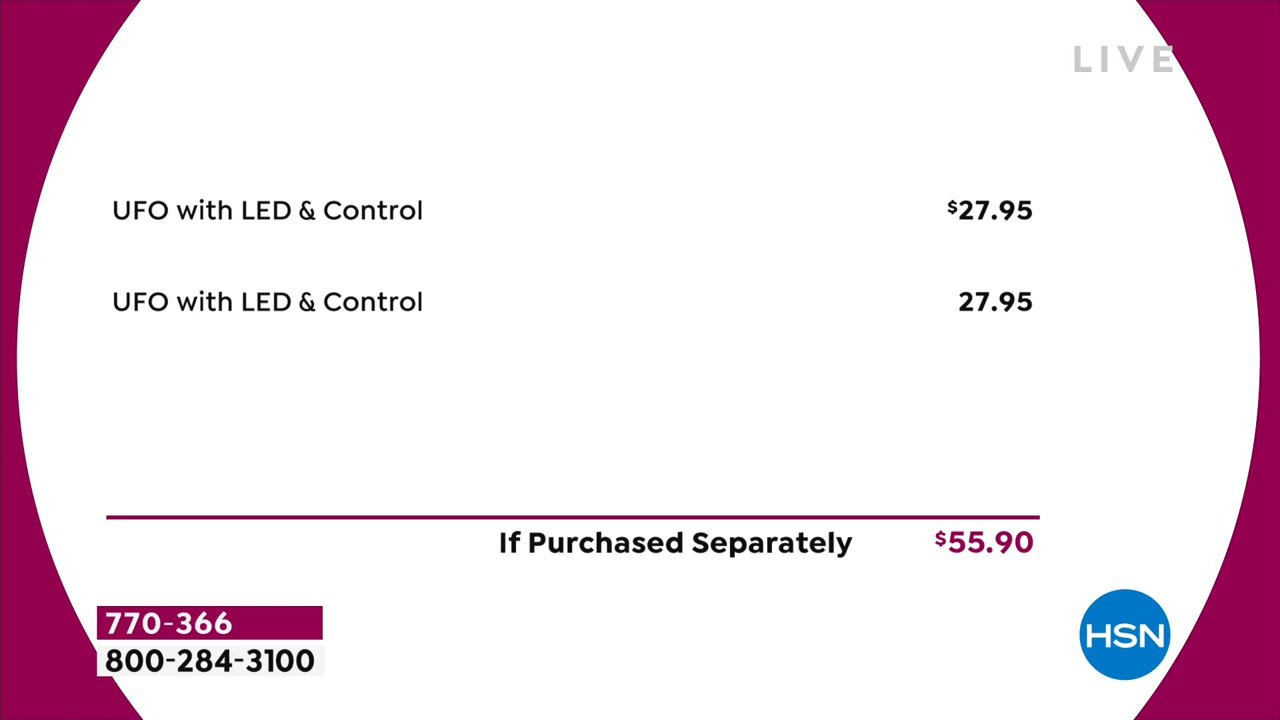 LIVE
UFO with LED & Control $27.95
UFO with LED & Control 27.95
If Purchased Separately $55.90
770-366
800-284-3100
HSN